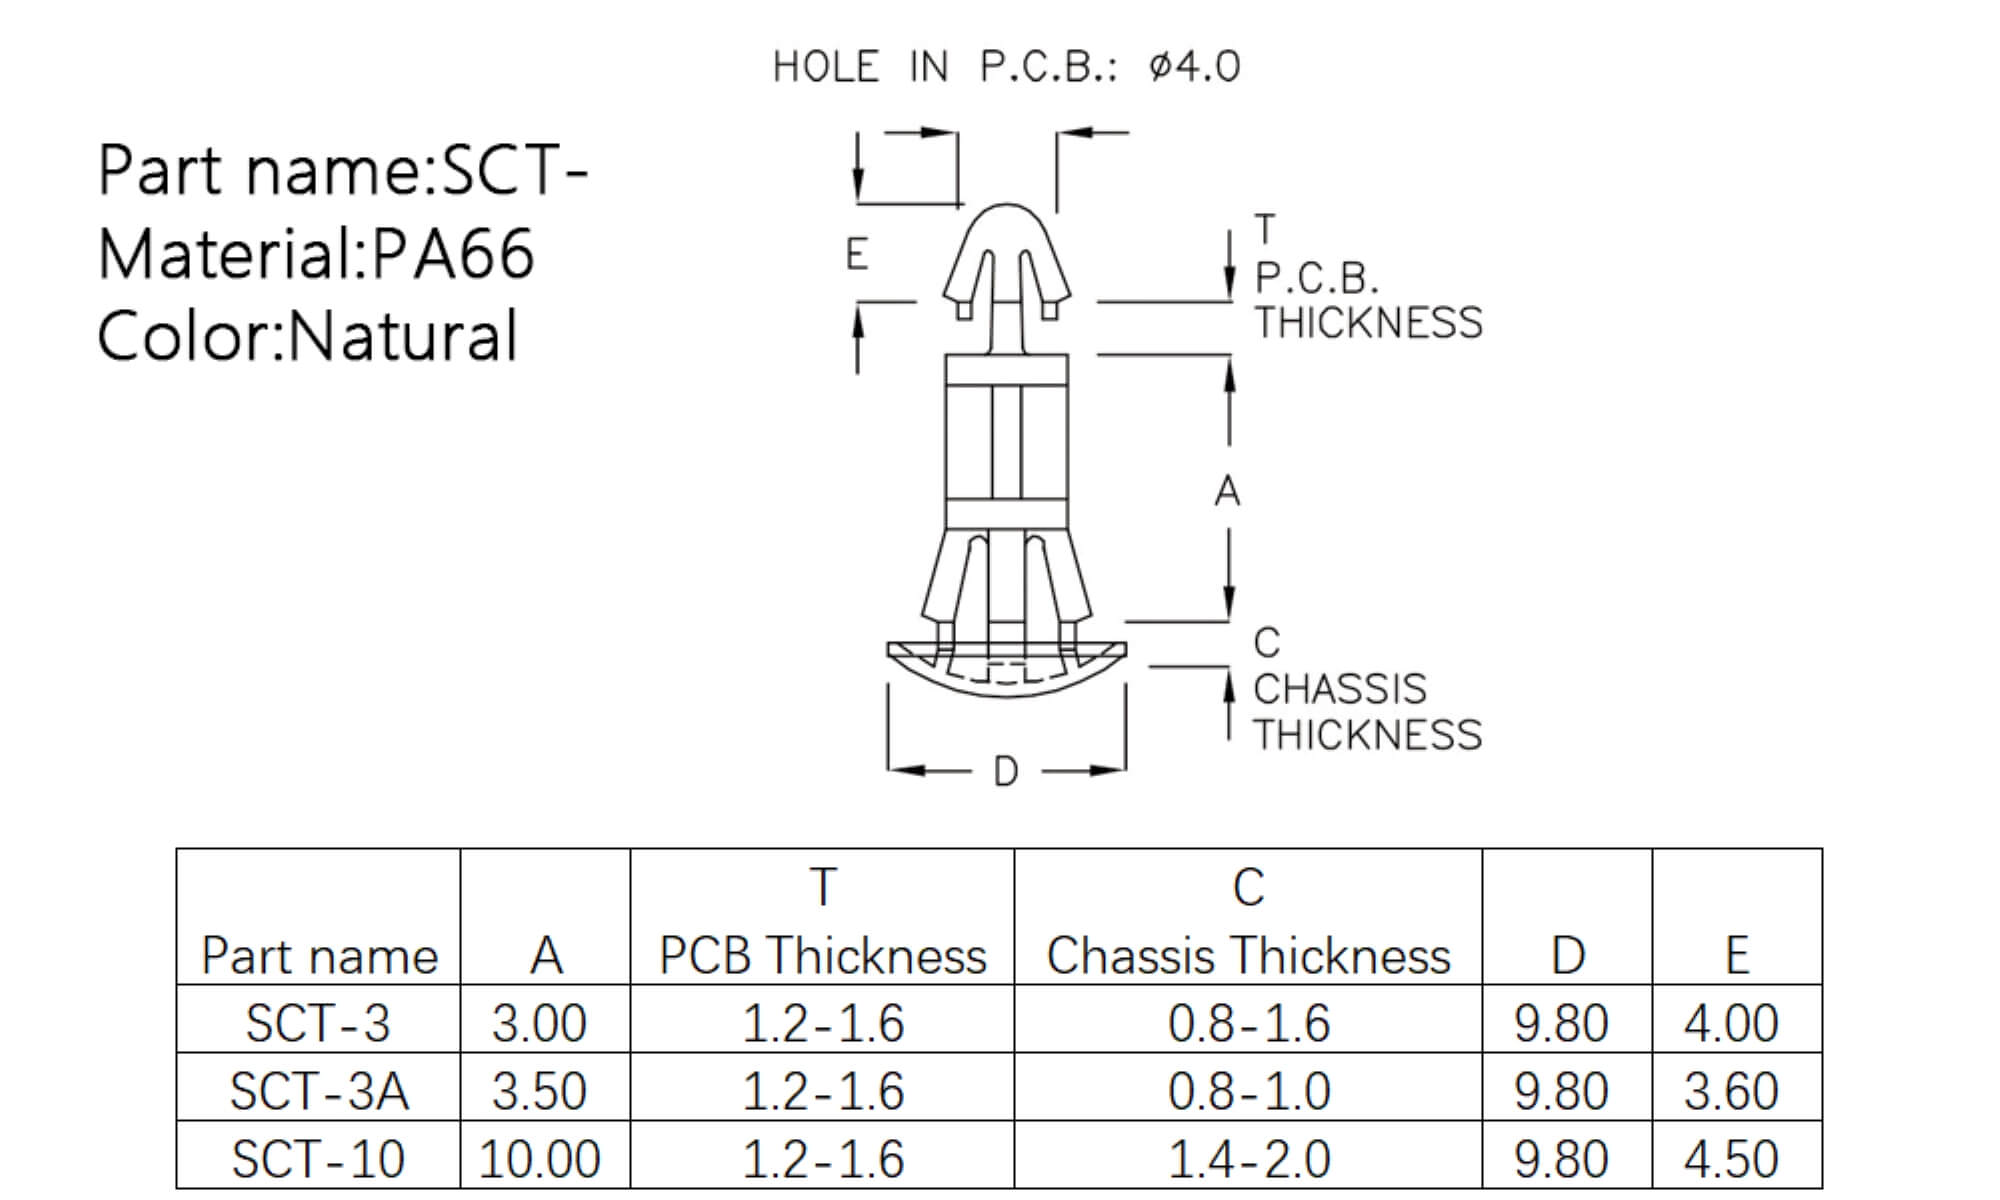 HOLE IN P.C.B.: ø4.0
Part name:SCT-
Material:PA66
Color:Natural
E
T
P.C.B.
THICKNESS
A
C
CHASSIS
THICKNESS
D
T C
Part name A PCB Thickness Chassis Thickness D E
SCT-3 3.00 1.2-1.6 0.8-1.6 9.80 4.00
SCT-3A 3.50 1.2-1.6 0.8-1.0 9.80 3.60
SCT-10 10.00 1.2-1.6 1.4-2.0 9.80 4.50